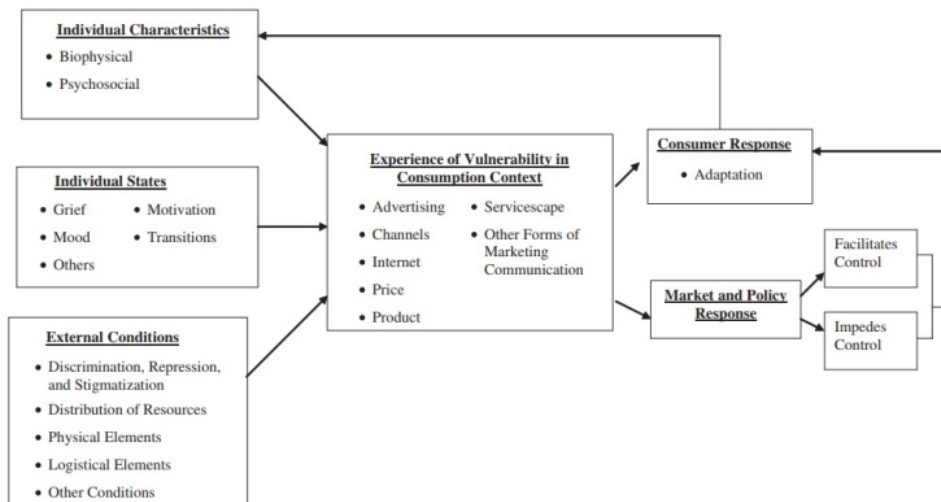 Individual Characteristics
• Biophysical
• Psychosocial
Individual States
• Grief
• Mood
• Others
• Motivation
• Transitions
External Conditions
• Discrimination, Repression,
and Stigmatization
• Distribution of Resources
• Physical Elements
• Logistical Elements
• Other Conditions
Experience of Vulnerability in
Consumption Context
• Advertising
• Channels
• Internet
• Price
• Product
• Servicescape
• Other Forms of
Marketing
Communication
Consumer Response
• Adaptation
Market and Policy
Response
Facilitates
Control
Impedes
Control